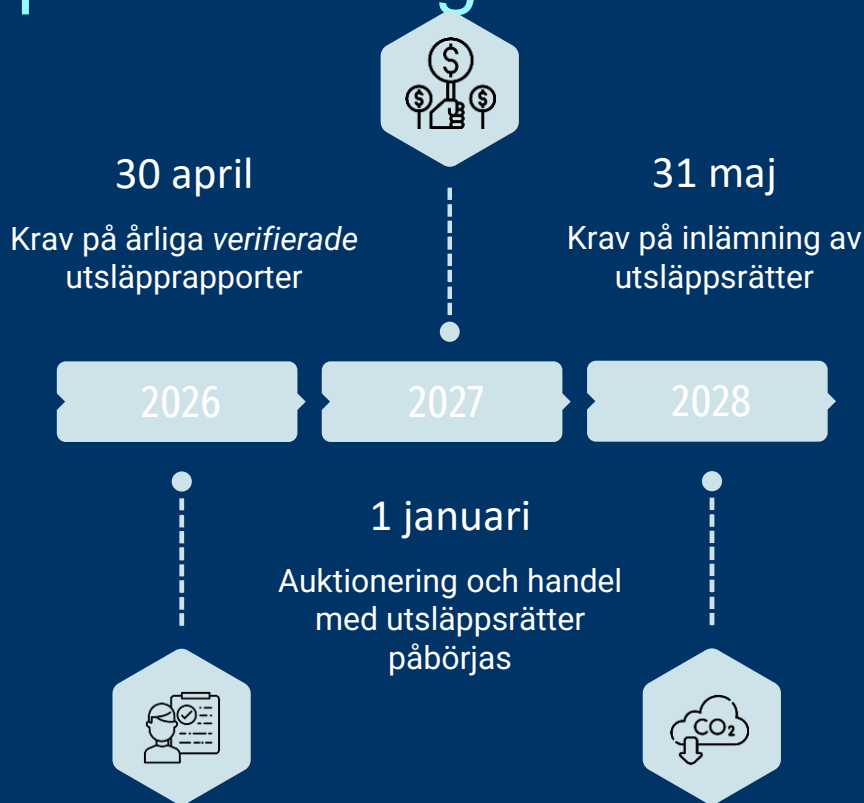 30 april
Krav på årliga verifierade
utsläpprapporter
31 maj
Krav på inlämning av
utsläppsrätter
2026
2027
2028
1 januari
Auktionering och handel
med utsläppsrätter
påbörjas
CO₂